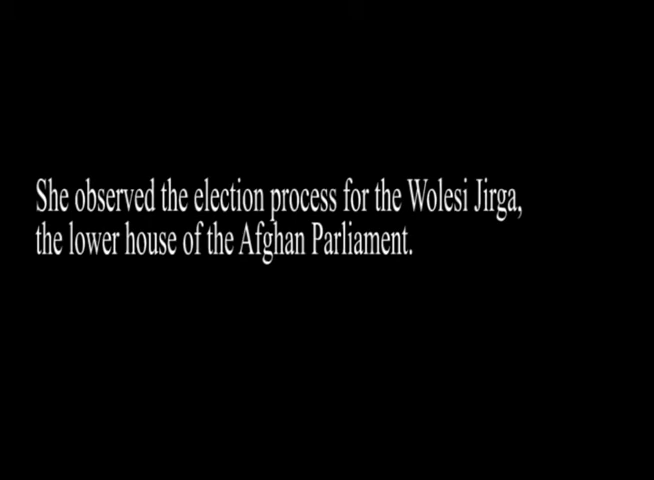 She observed the election process for the Wolesi Jirga,
the lower house of the Afghan Parliament.